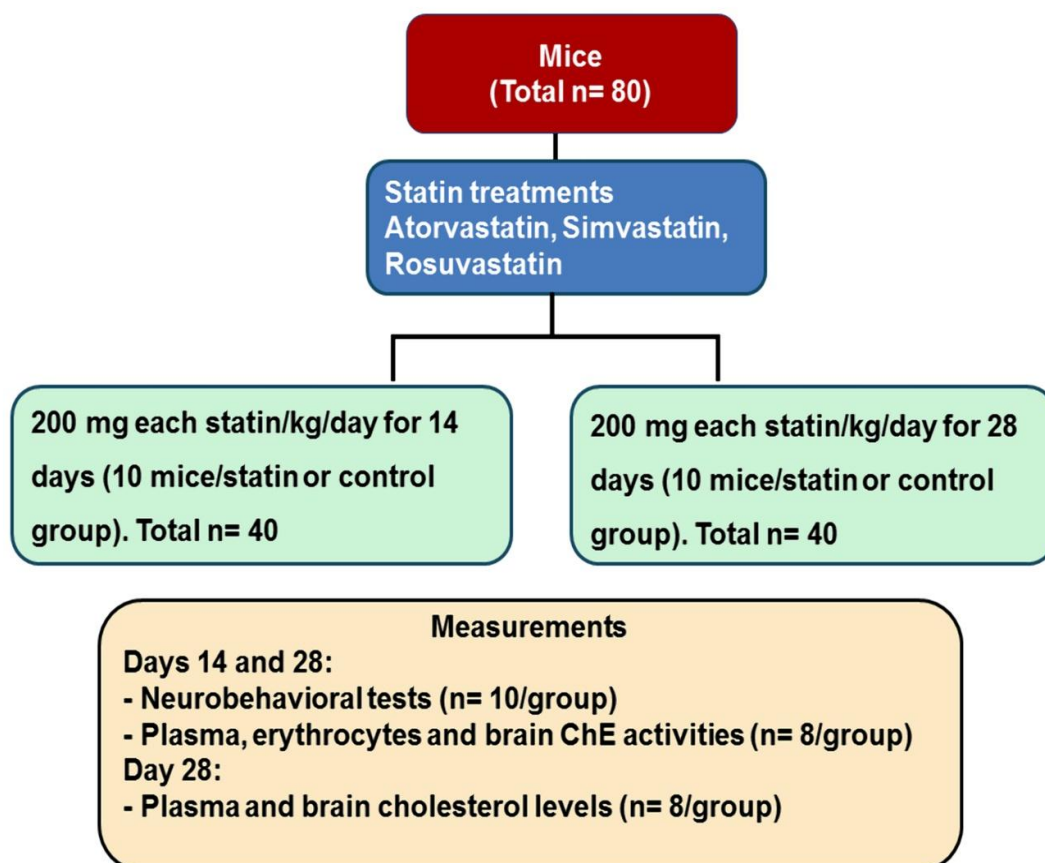 Mice
(Total n= 80)
Statin treatments
Atorvastatin, Simvastatin,
Rosuvastatin
200 mg each statin/kg/day for 14
days (10 mice/statin or control
group). Total n= 40
200 mg each statin/kg/day for 28
days (10 mice/statin or control
group). Total n= 40
Measurements
Days 14 and 28:
- Neurobehavioral tests (n= 10/group)
- Plasma, erythrocytes and brain ChE activities (n= 8/group)
Day 28:
- Plasma and brain cholesterol levels (n= 8/group)